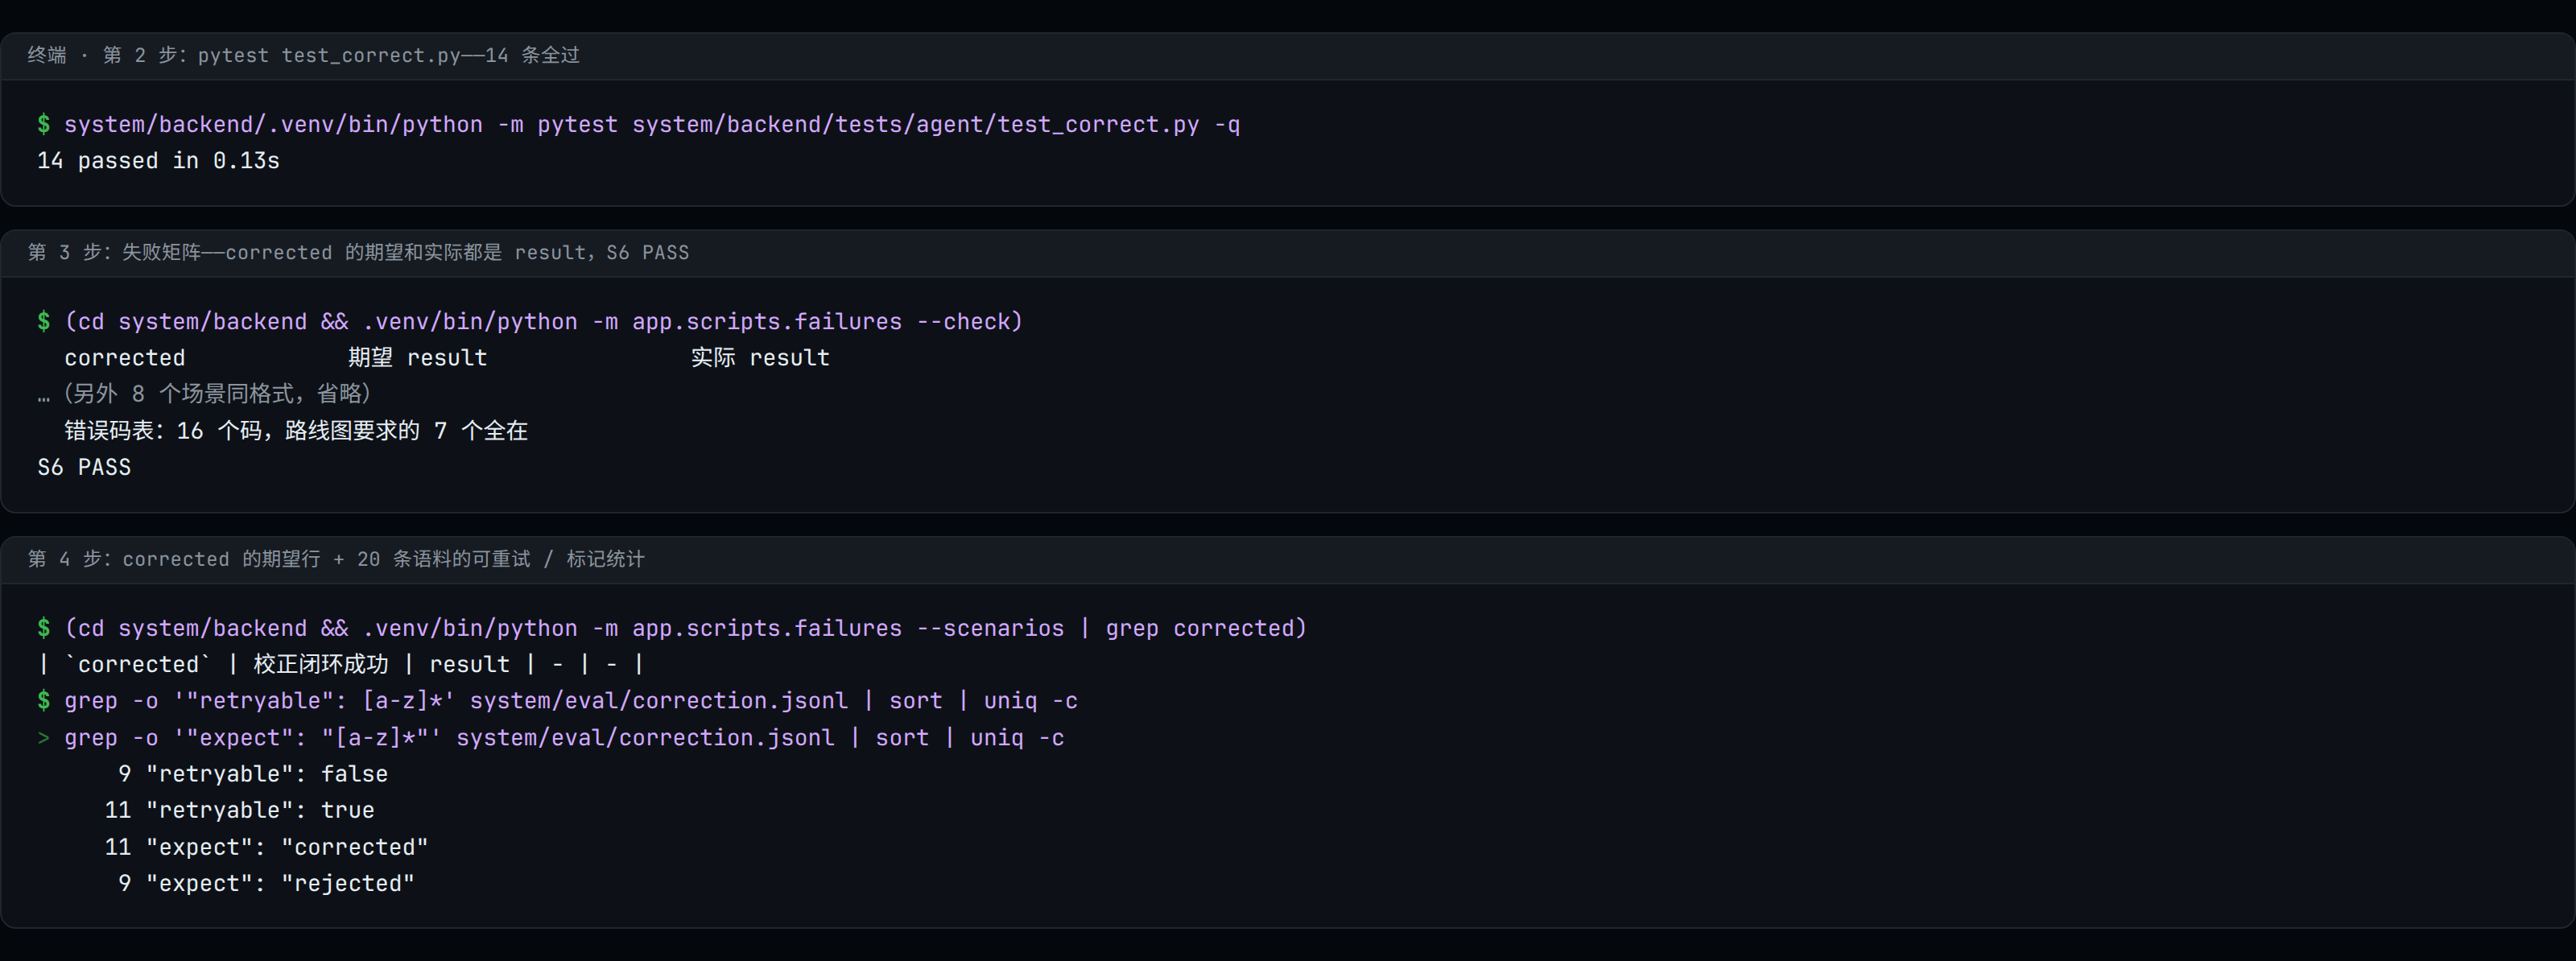 终端 · 第 2 步：pytest test_correct.py——14 条全过
$ system/backend/.venv/bin/python -m pytest system/backend/tests/agent/test_correct.py -q
14 passed in 0.13s
第 3 步：失败矩阵——corrected 的期望和实际都是 result，S6 PASS
$ (cd system/backend && .venv/bin/python -m app.scripts.failures --check)
  corrected            期望 result               实际 result
…（另外 8 个场景同格式，省略）
  错误码表：16 个码，路线图要求的 7 个全在
S6 PASS
第 4 步：corrected 的期望行 + 20 条语料的可重试 / 标记统计
$ (cd system/backend && .venv/bin/python -m app.scripts.failures --scenarios | grep corrected)
| `corrected` | 校正闭环成功 | result | - | - |
$ grep -o '"retryable": [a-z]*' system/eval/correction.jsonl | sort | uniq -c
> grep -o '"expect": "[a-z]*"' system/eval/correction.jsonl | sort | uniq -c
      9 "retryable": false
     11 "retryable": true
     11 "expect": "corrected"
      9 "expect": "rejected"